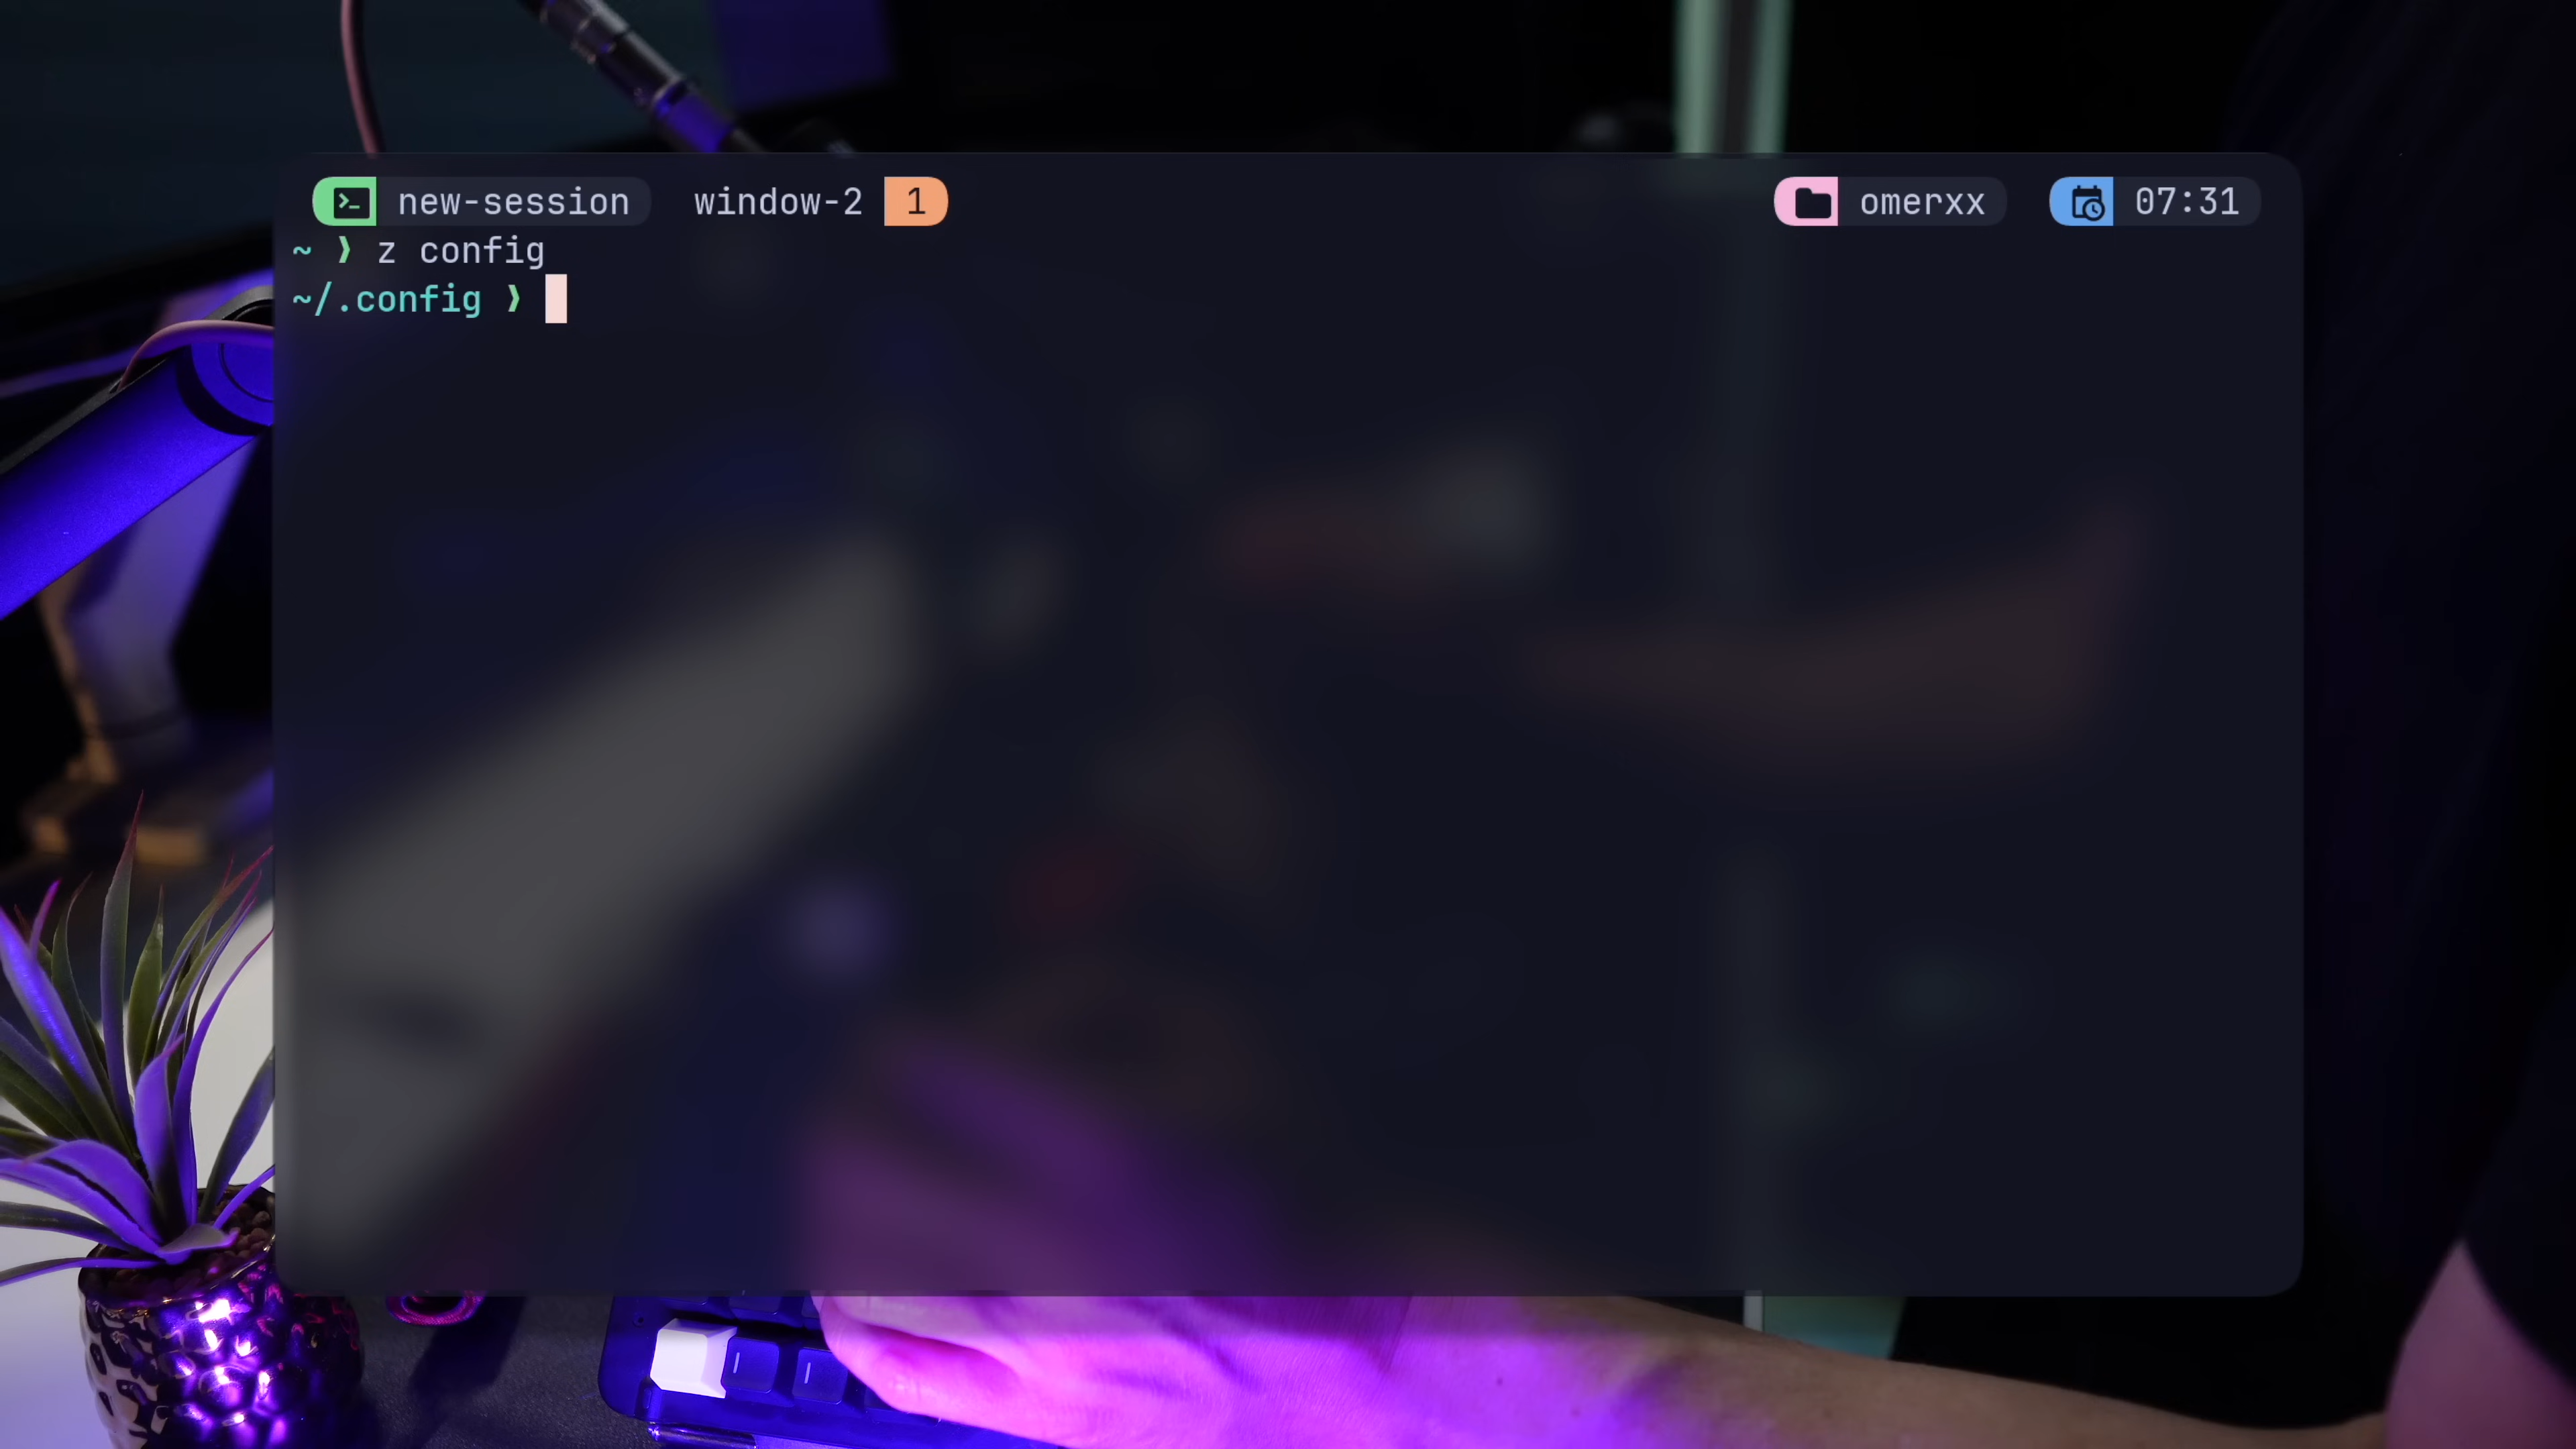 new-session window-2 1 omerxx 07:31
~ ❯ z config
~/.config ❯